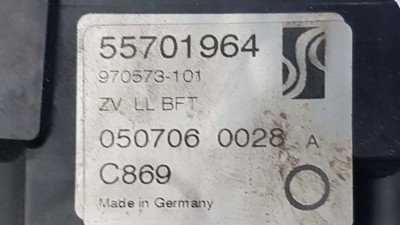 55701964
970573-101
ZV LL BFT
050706 0028 A
C869
Made in Germany